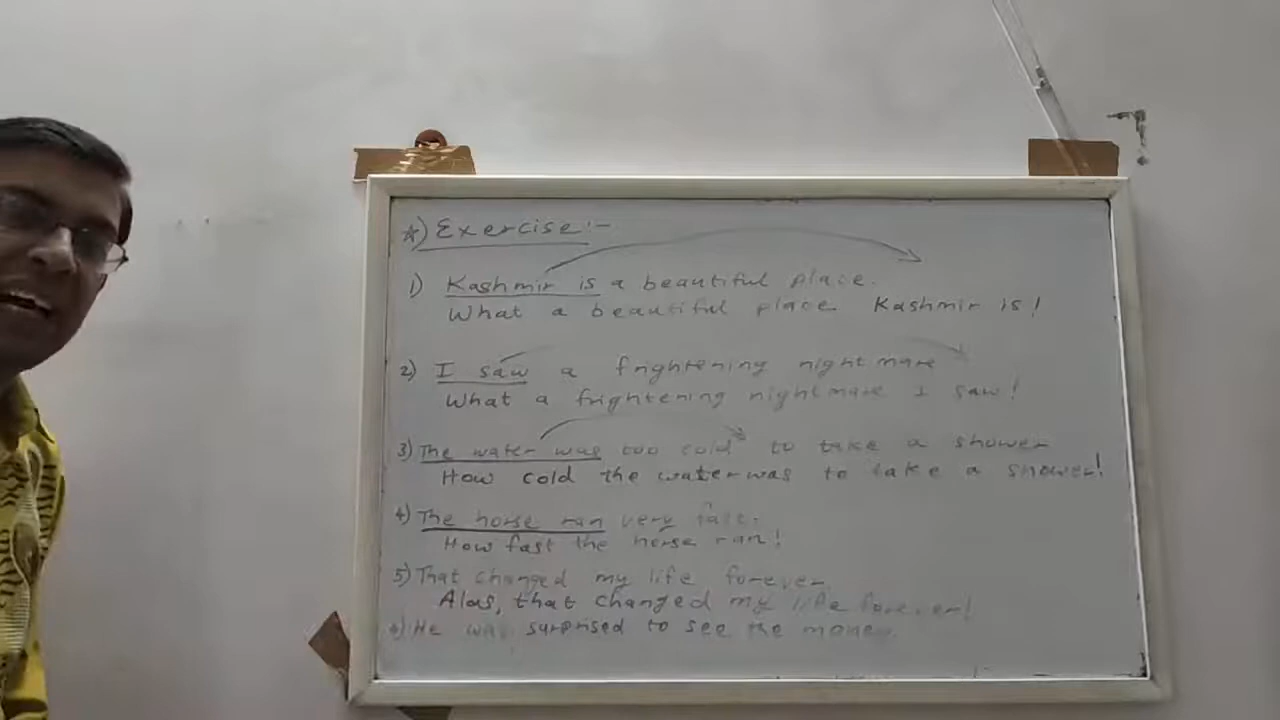 *) Exercise:-
1) Kashmir is a beautiful place.
What a beautiful place Kashmir is!
2) I saw a frightening nightmare
What a frightening nightmare I saw!
3) The water was too cold to take a shower
How cold the water was to take a shower!
4) The horse ran very fast.
How fast the horse ran!
5) That changed my life forever.
Alas, that changed my life forever!
6) He was surprised to see the money.